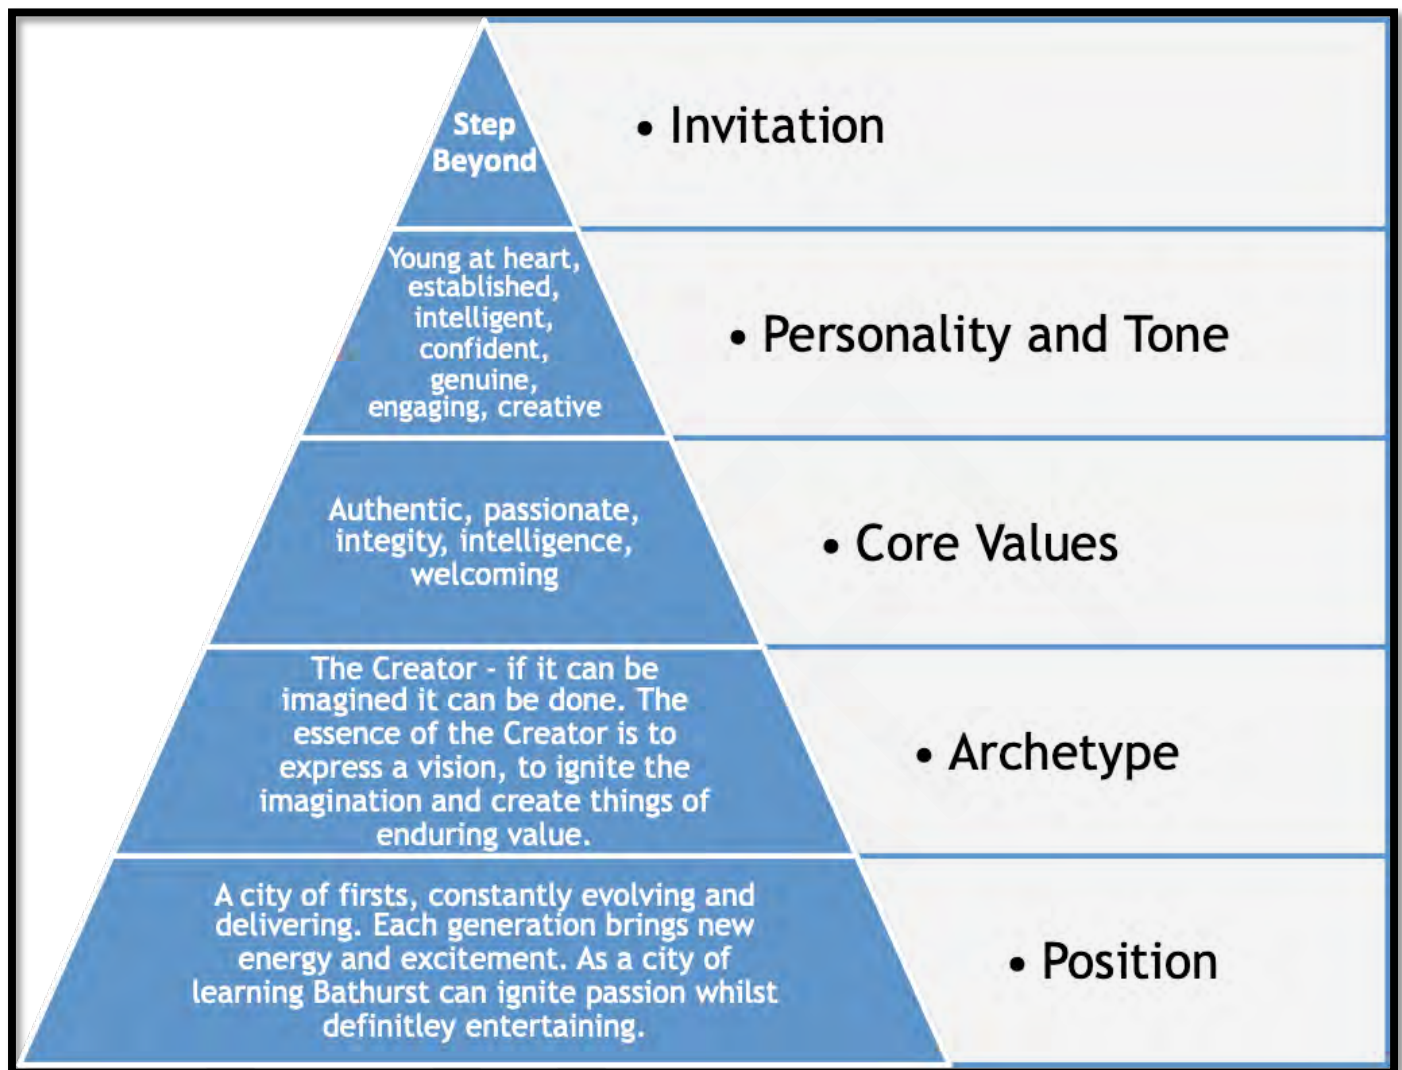 Step
Beyond
• Invitation
Young at heart,
established,
intelligent,
confident,
genuine,
engaging, creative
• Personality and Tone
Authentic, passionate,
integity, intelligence,
welcoming
• Core Values
The Creator - if it can be
imagined it can be done. The
essence of the Creator is to
express a vision, to ignite the
imagination and create things of
enduring value.
• Archetype
A city of firsts, constantly evolving and
delivering. Each generation brings new
energy and excitement. As a city of
learning Bathurst can ignite passion whilst
definitley entertaining.
• Position